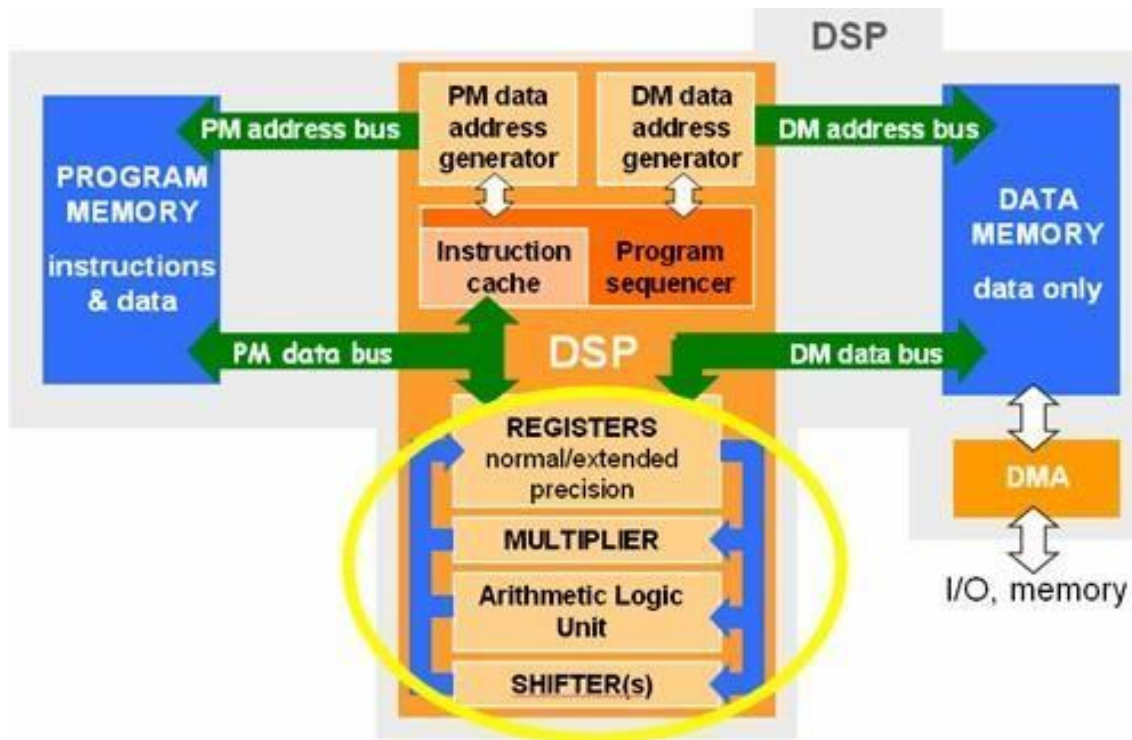 DSP
PM data
address
generator
DM data
address
generator
PM address bus
DM address bus
PROGRAM
MEMORY
instructions
& data
Instruction
cache
Program
sequencer
DATA
MEMORY
data only
PM data bus
DSP
DM data bus
REGISTERS
normal/extended
precision
MULTIPLIER
Arithmetic Logic
Unit
SHIFTER(s)
DMA
I/O, memory